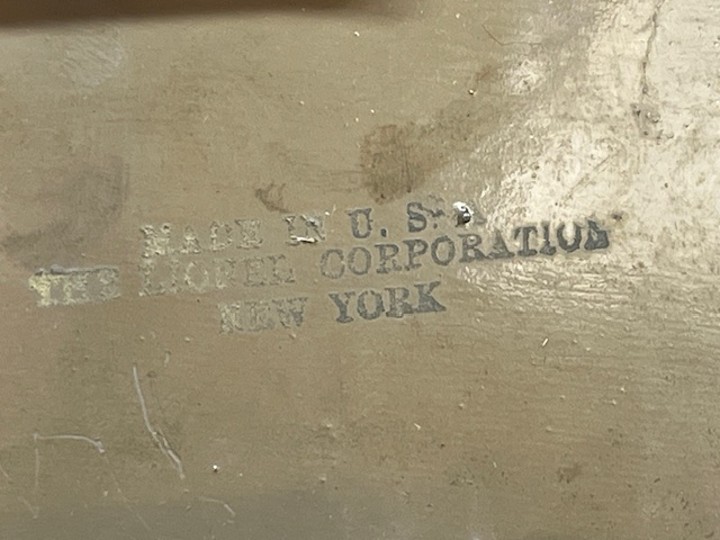 MADE IN U. S. A
THE LIONEL CORPORATION
NEW YORK